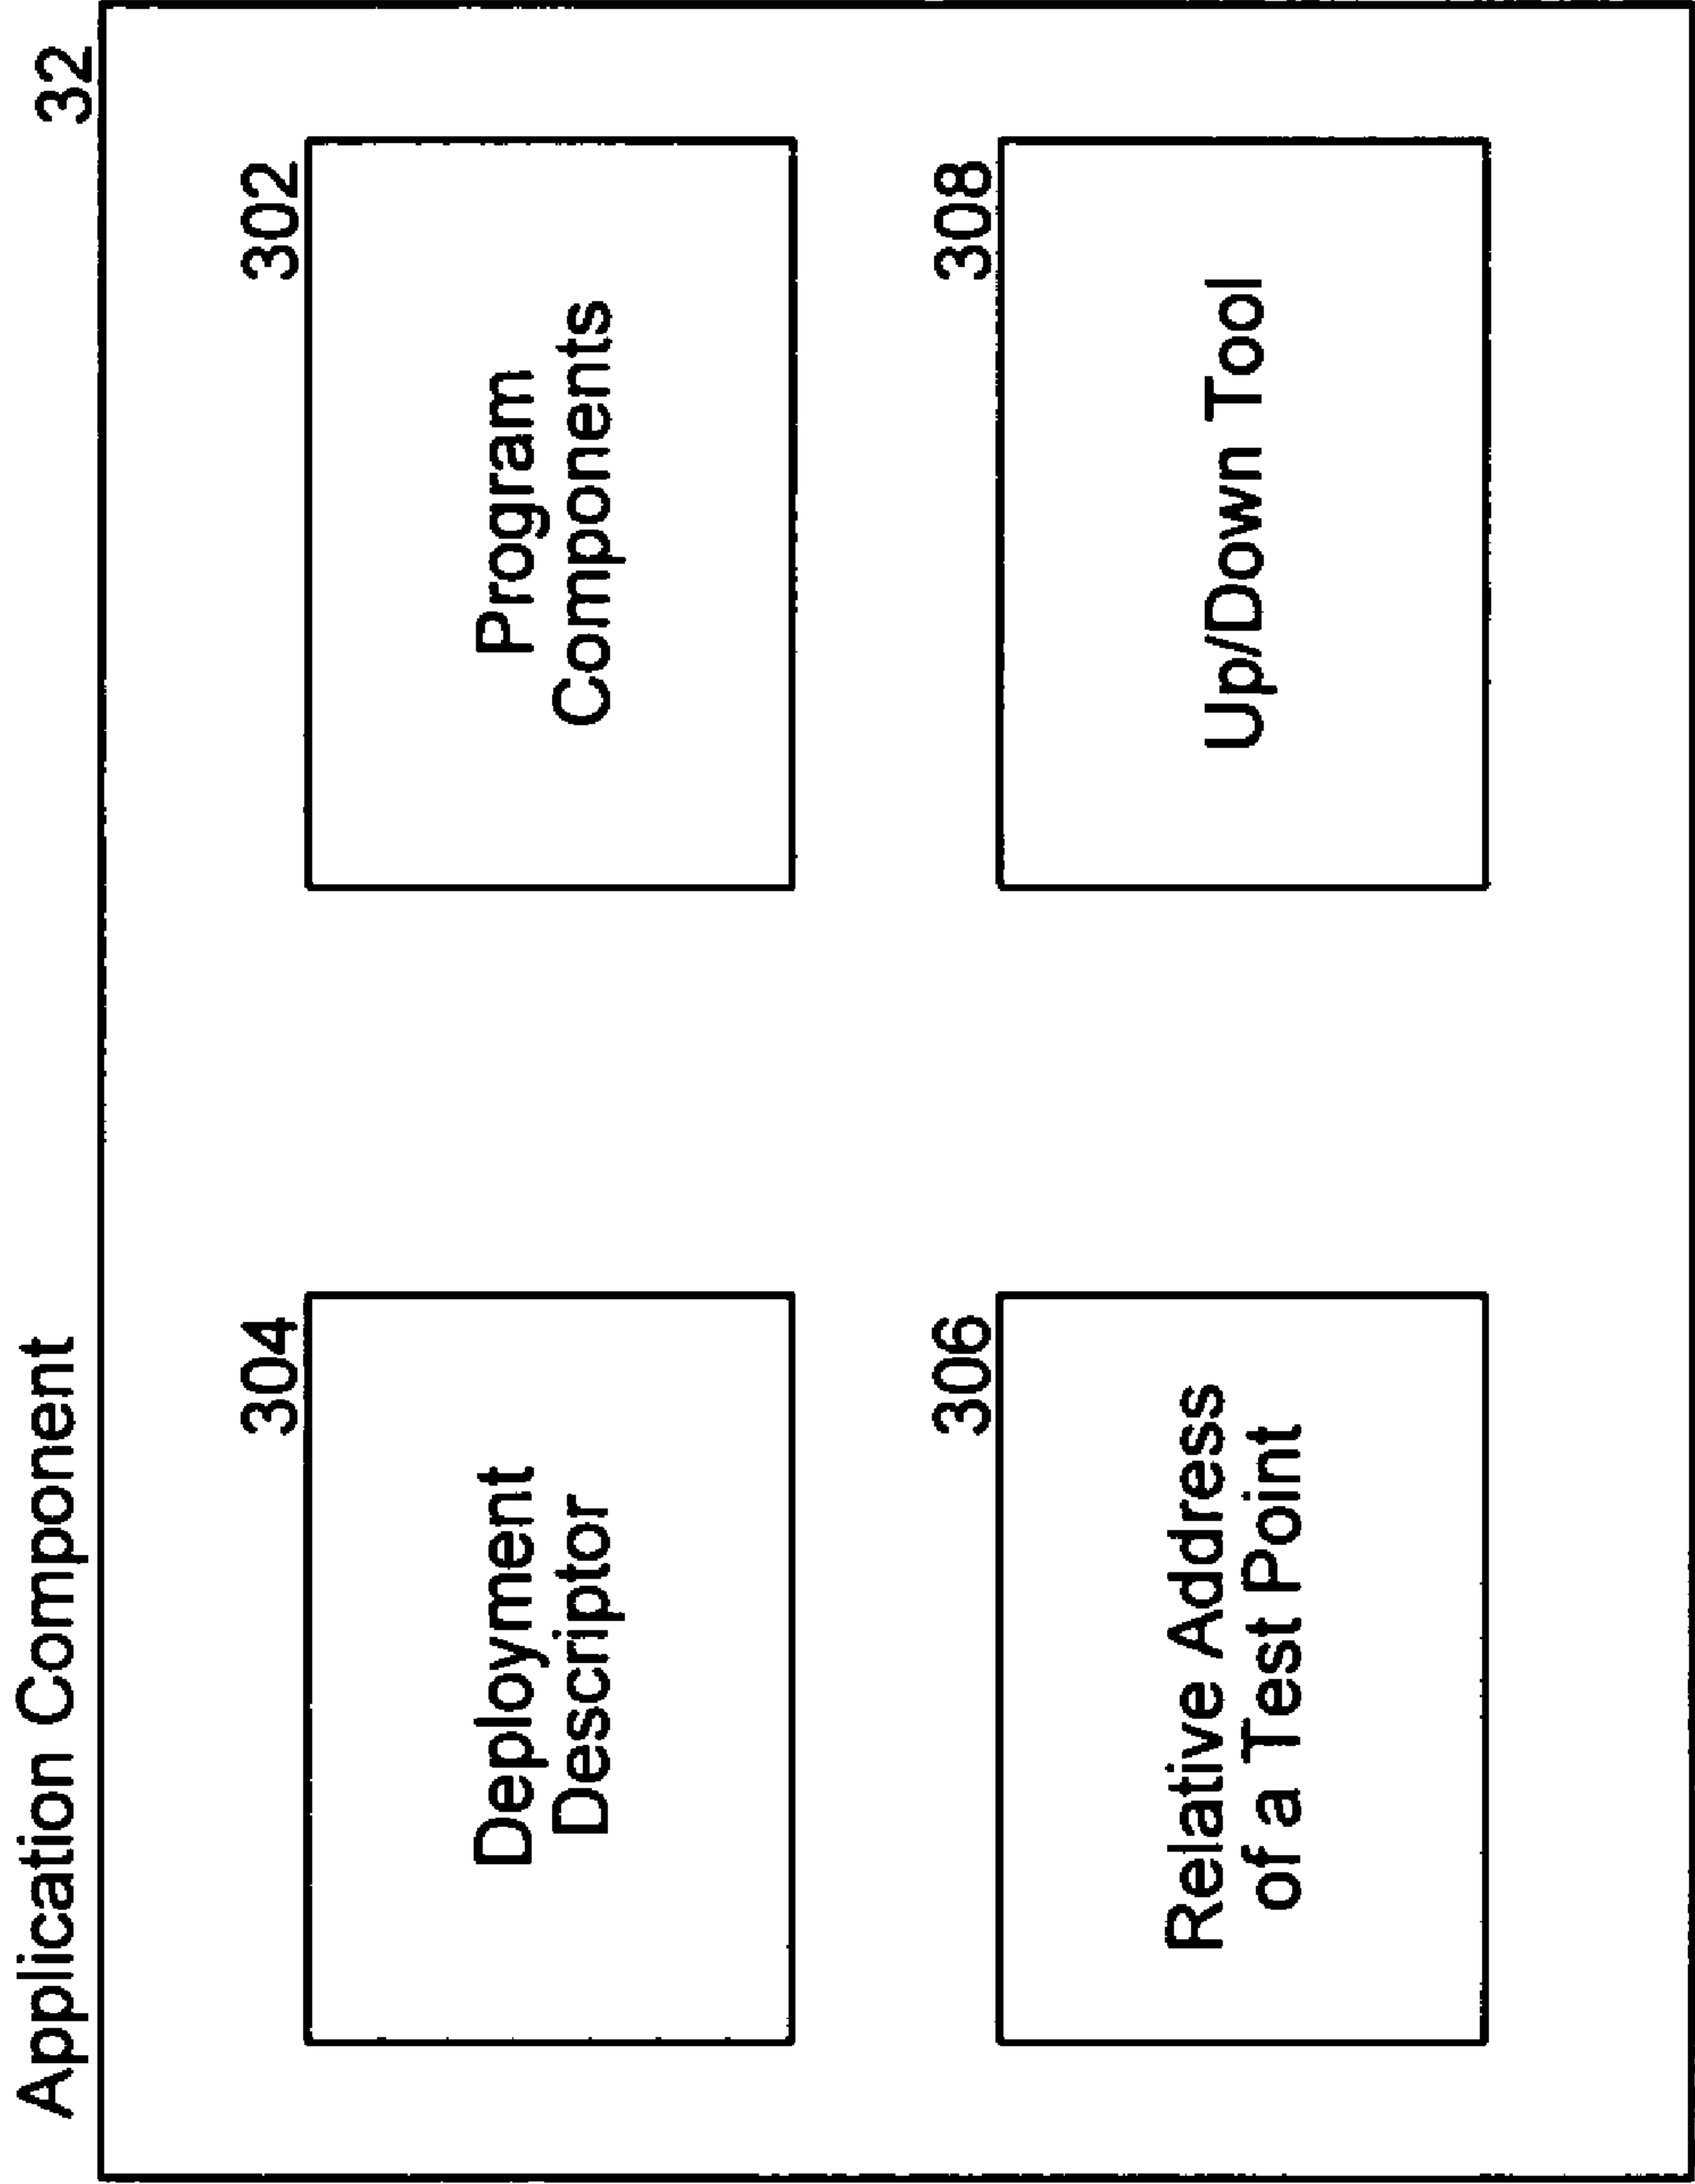 Application Component
32
304
Deployment
Descriptor
302
Program
Components
306
Relative Address
of a Test Point
308
Up/Down Tool